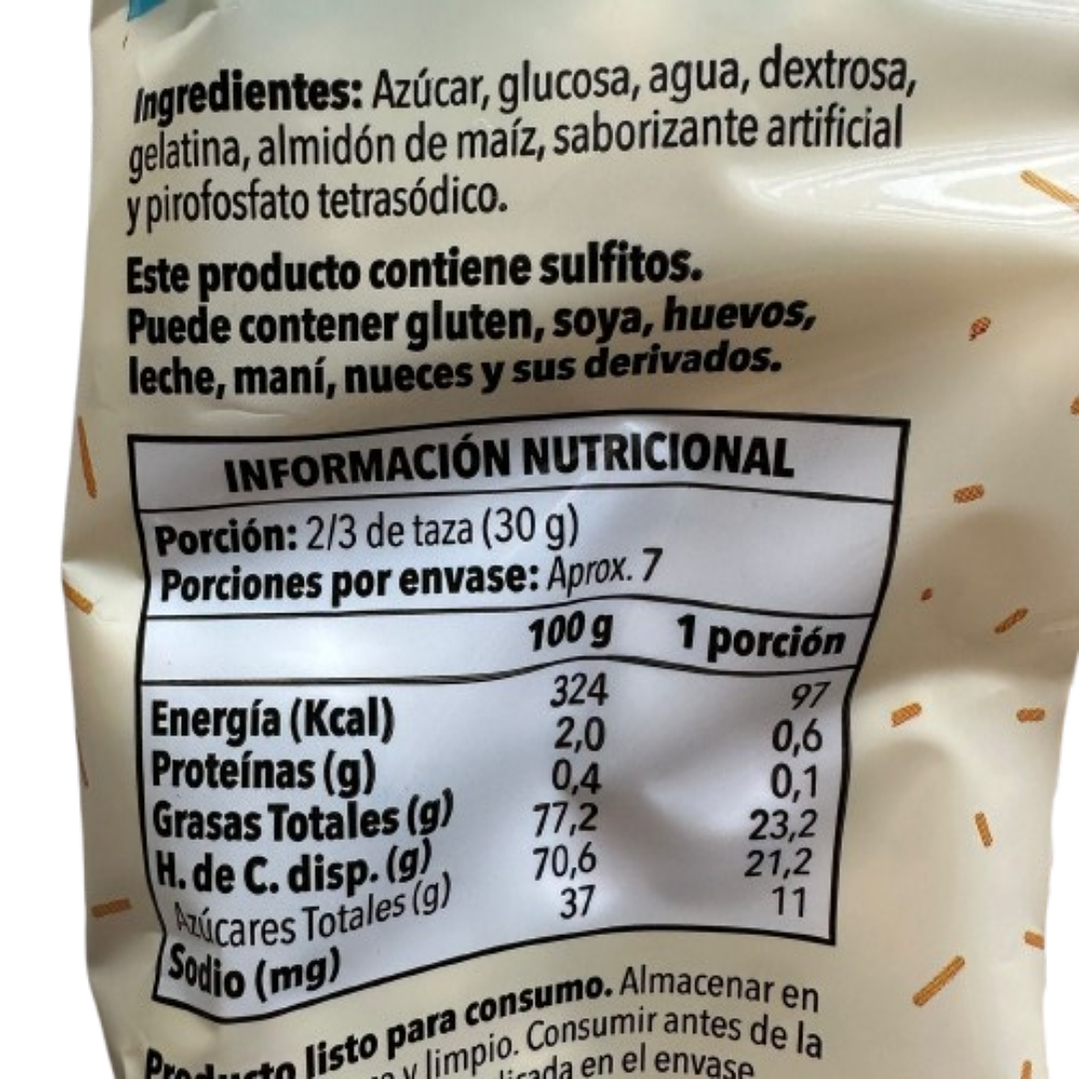 Ingredientes: Azúcar, glucosa, agua, dextrosa,
gelatina, almidón de maíz, saborizante artificial
y pirofosfato tetrasódico.
Este producto contiene sulfitos.
Puede contener gluten, soya, huevos,
leche, maní, nueces y sus derivados.
INFORMACIÓN NUTRICIONAL
Porción: 2/3 de taza (30 g)
Porciones por envase: Aprox. 7
100 g 1 porción
Energía (Kcal) 324 97
Proteínas (g) 2,0 0,6
Grasas Totales (g) 0,4 0,1
H. de C. disp. (g) 77,2 23,2
Azúcares Totales (g) 70,6 21,2
Sodio (mg) 37 11
Producto listo para consumo. Almacenar en
y limpio. Consumir antes de la
en el envase